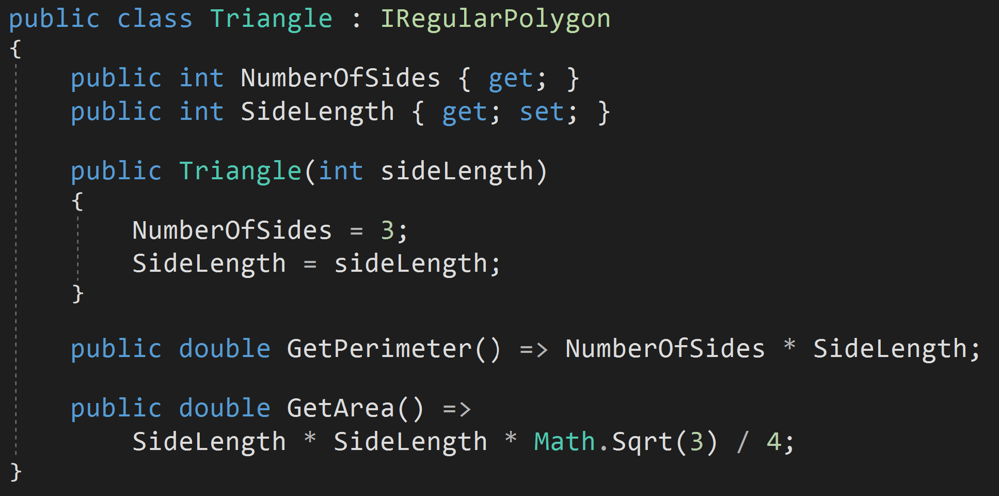 public class Triangle : IRegularPolygon
{
    public int NumberOfSides { get; }
    public int SideLength { get; set; }
    public Triangle(int sideLength)
    {
        NumberOfSides = 3;
        SideLength = sideLength;
    }
    public double GetPerimeter() => NumberOfSides * SideLength;
    public double GetArea() =>
        SideLength * SideLength * Math.Sqrt(3) / 4;
}